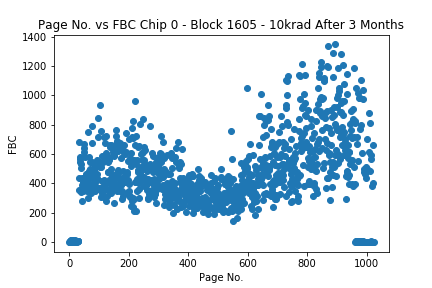 Page No. vs FBC Chip 0 - Block 1605 - 10krad After 3 Months
1400
1200
1000
800
600
400
200
0
FBC
0 200 400 600 800 1000
Page No.